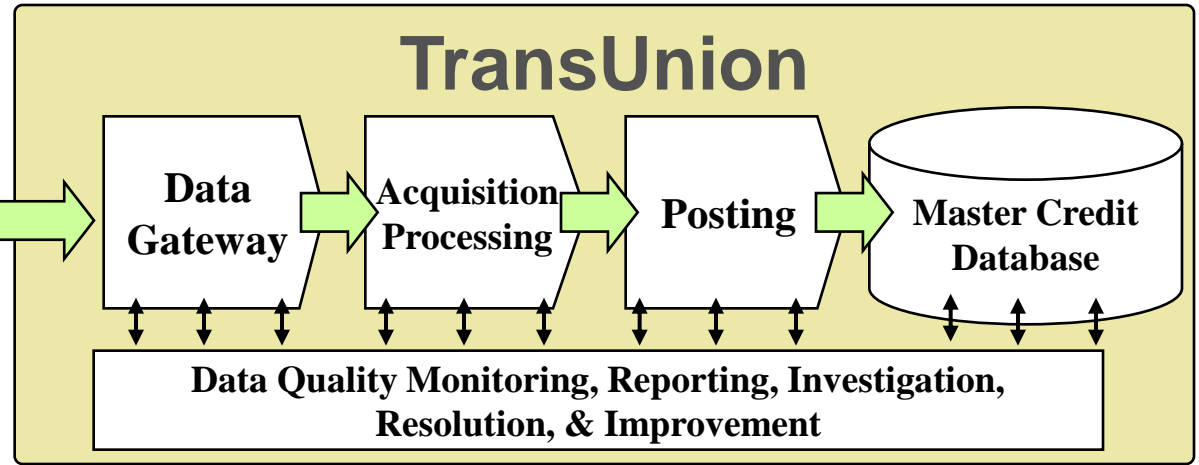 TransUnion
Data
Gateway
Acquisition
Processing
Posting
Master Credit
Database
Data Quality Monitoring, Reporting, Investigation,
Resolution, & Improvement